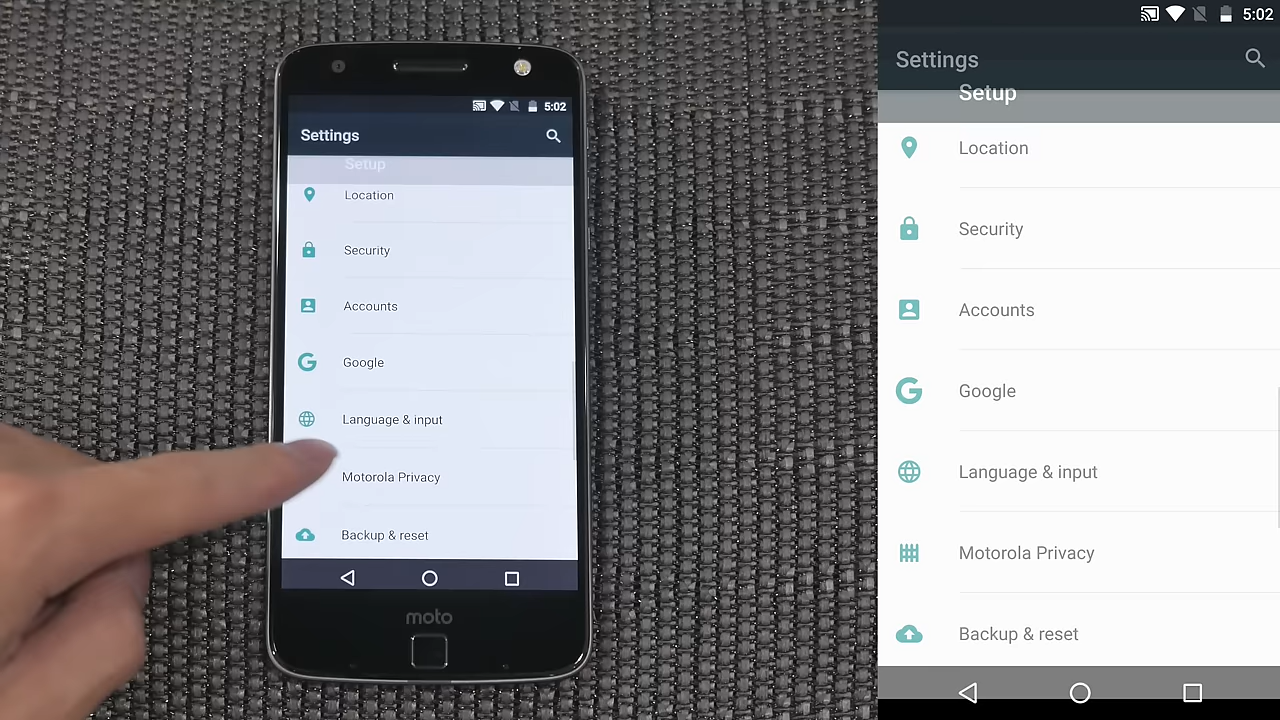 5:02
Settings
Setup
Location
Security
Accounts
Google
Language & input
Motorola Privacy
Backup & reset
moto
5:02
Settings
Setup
Location
Security
Accounts
Google
Language & input
Motorola Privacy
Backup & reset